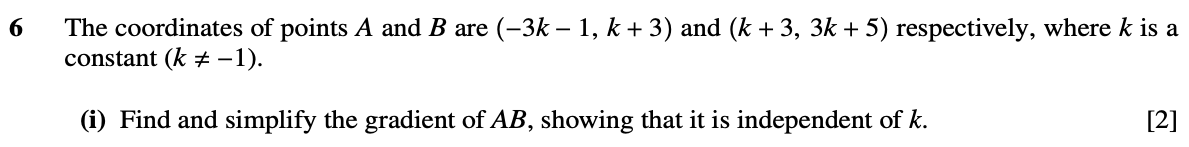 6 The coordinates of points A and B are (−3k − 1, k + 3) and (k + 3, 3k + 5) respectively, where k is a
constant (k ≠ −1).
(i) Find and simplify the gradient of AB, showing that it is independent of k. [2]